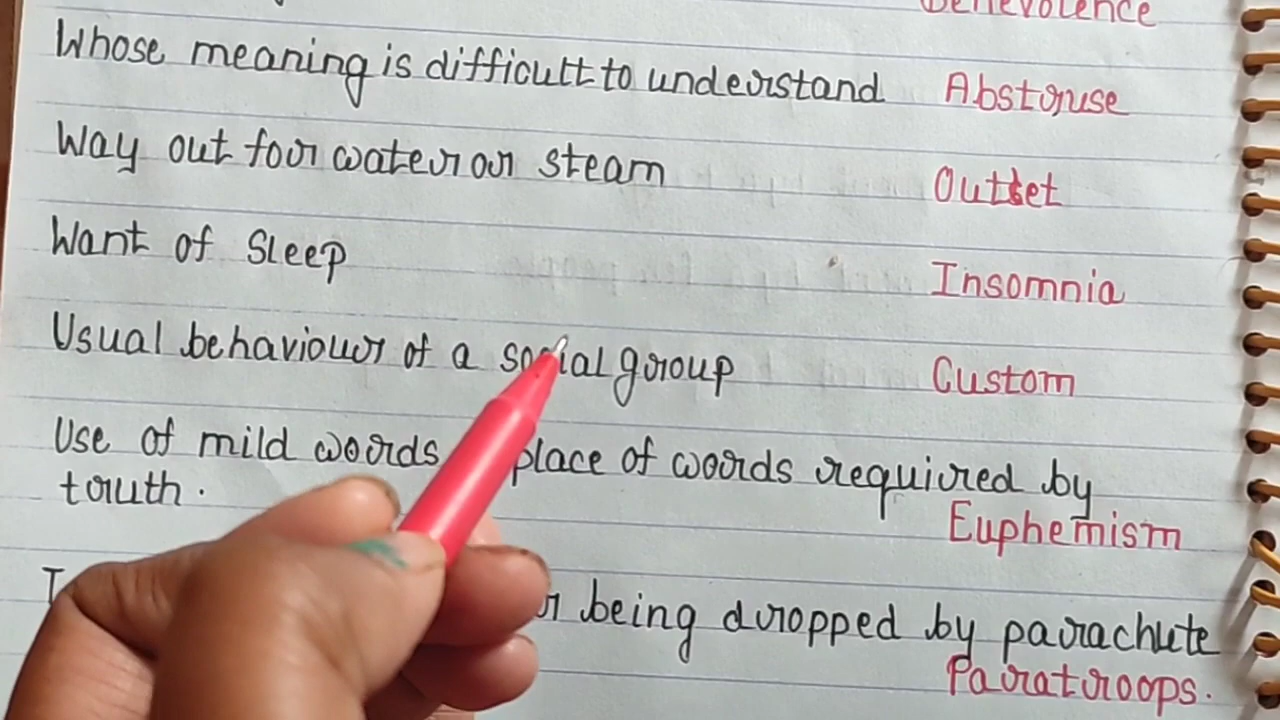 Benevolence
Whose meaning is difficult to understand Abstruse
Way out for water or steam Outlet
Want of Sleep Insomnia
Usual behaviour of a social group Custom
Use of mild words place of words required by
truth.
Euphemism
being dropped by parachute
Paratroops.